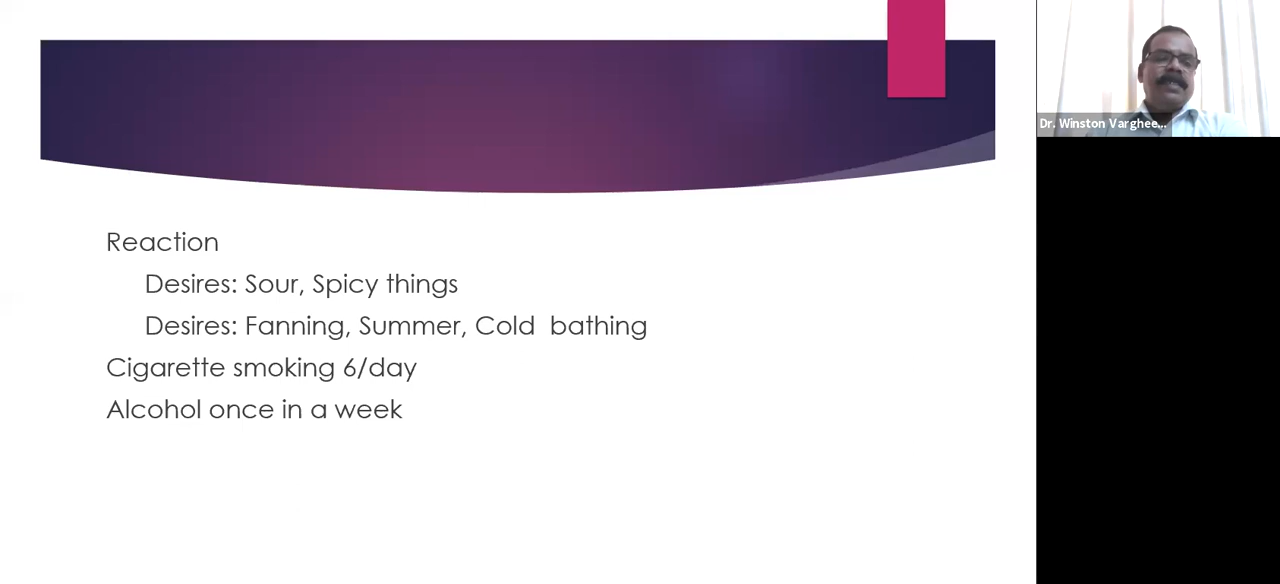 Reaction
Desires: Sour, Spicy things
Desires: Fanning, Summer, Cold  bathing
Cigarette smoking 6/day
Alcohol once in a week
Dr. Winston Varghee...